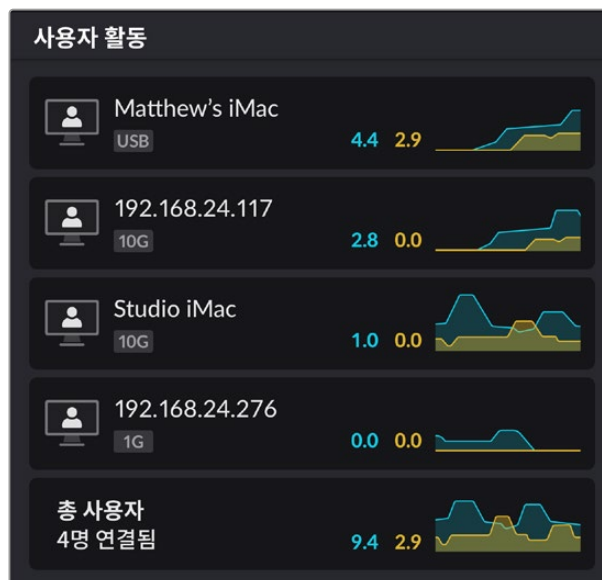 사용자 활동
Matthew’s iMac
USB
4.4 2.9
192.168.24.117
10G
2.8 0.0
Studio iMac
10G
1.0 0.0
192.168.24.276
1G
0.0 0.0
총 사용자
4명 연결됨
9.4 2.9